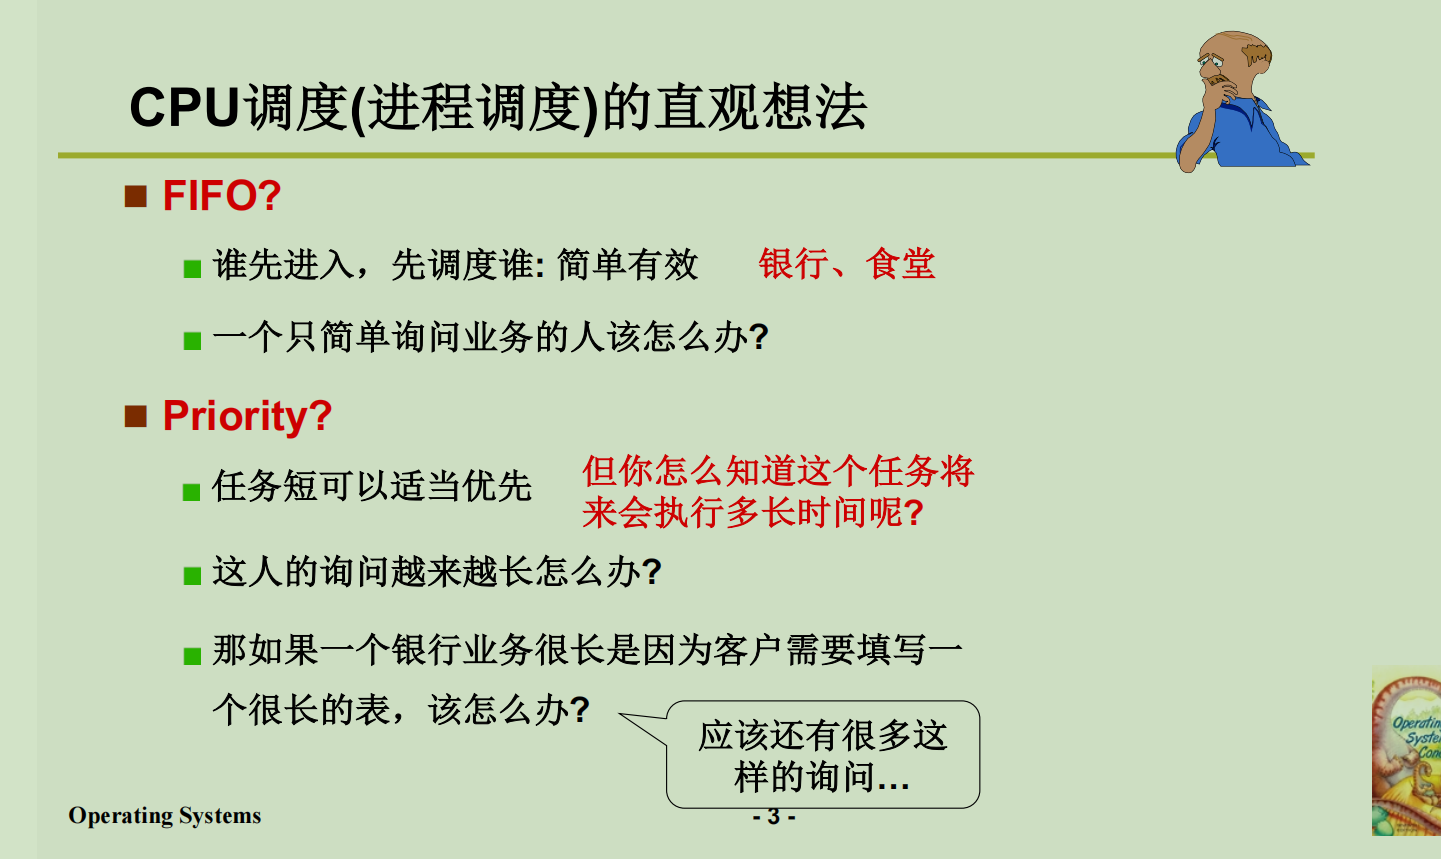 CPU调度(进程调度)的直观想法
FIFO?
谁先进入，先调度谁: 简单有效 银行、食堂
一个只简单询问业务的人该怎么办?
Priority?
任务短可以适当优先
但你怎么知道这个任务将
来会执行多长时间呢?
这人的询问越来越长怎么办?
那如果一个银行业务很长是因为客户需要填写一
个很长的表，该怎么办?
应该还有很多这
样的询问…
Operating Systems
- 3 -